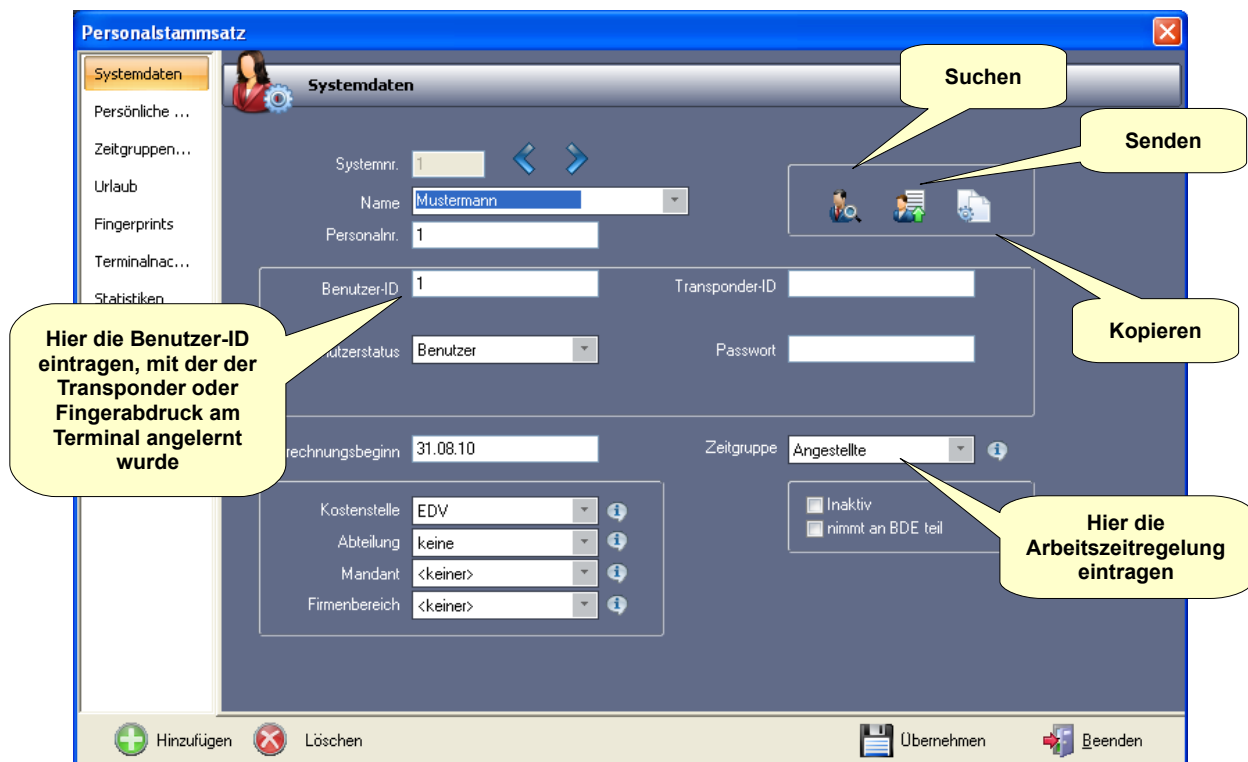 Personalstammsatz
Systemdaten
Persönliche ...
Zeitgruppen...
Urlaub
Fingerprints
Terminalnac...
Statistiken
Systemdaten
Suchen
Senden
Kopieren
Systemnr. 1
Name Mustermann
Personalnr. 1
Benutzer-ID 1
Transponder-ID
nutzerstatus Benutzer
Passwort
Hier die Benutzer-ID
eintragen, mit der der
Transponder oder
Fingerabdruck am
Terminal angelernt
wurde
rechnungsbeginn 31.08.10
Zeitgruppe Angestellte
Kostenstelle EDV
Abteilung keine
Mandant <keiner>
Firmenbereich <keiner>
Inaktiv
nimmt an BDE teil
Hier die
Arbeitszeitregelung
eintragen
Hinzufügen
Löschen
Übernehmen
Beenden